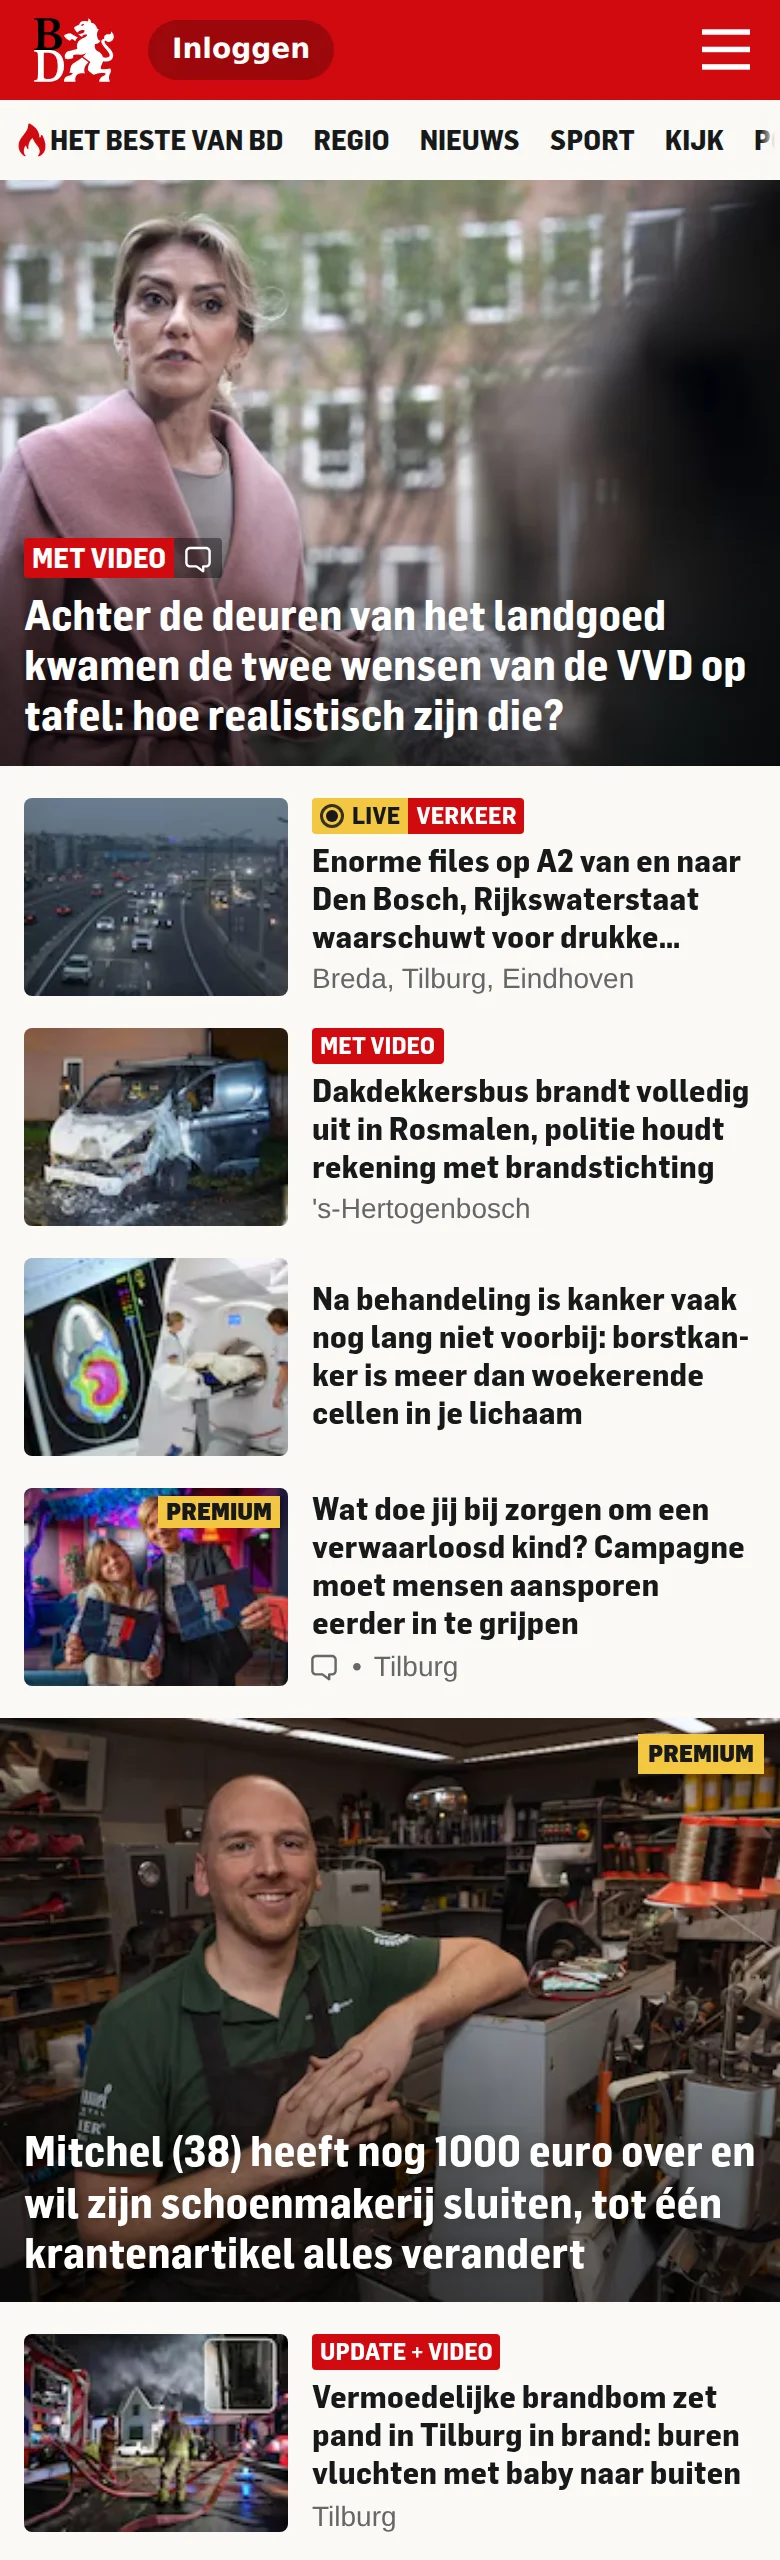 BD
Inloggen
HET BESTE VAN BD REGIO NIEUWS SPORT KIJK
MET VIDEO
Achter de deuren van het landgoed
kwamen de twee wensen van de VVD op
tafel: hoe realistisch zijn die?
LIVE VERKEER
Enorme files op A2 van en naar
Den Bosch, Rijkswaterstaat
waarschuwt voor drukke...
Breda, Tilburg, Eindhoven
MET VIDEO
Dakdekkersbus brandt volledig
uit in Rosmalen, politie houdt
rekening met brandstichting
's-Hertogenbosch
Na behandeling is kanker vaak
nog lang niet voorbij: borstkan-
ker is meer dan woekerende
cellen in je lichaam
PREMIUM
Wat doe jij bij zorgen om een
verwaarloosd kind? Campagne
moet mensen aansporen
eerder in te grijpen
• Tilburg
PREMIUM
Mitchel (38) heeft nog 1000 euro over en
wil zijn schoenmakerij sluiten, tot één
krantenartikel alles verandert
UPDATE + VIDEO
Vermoedelijke brandbom zet
pand in Tilburg in brand: buren
vluchten met baby naar buiten
Tilburg